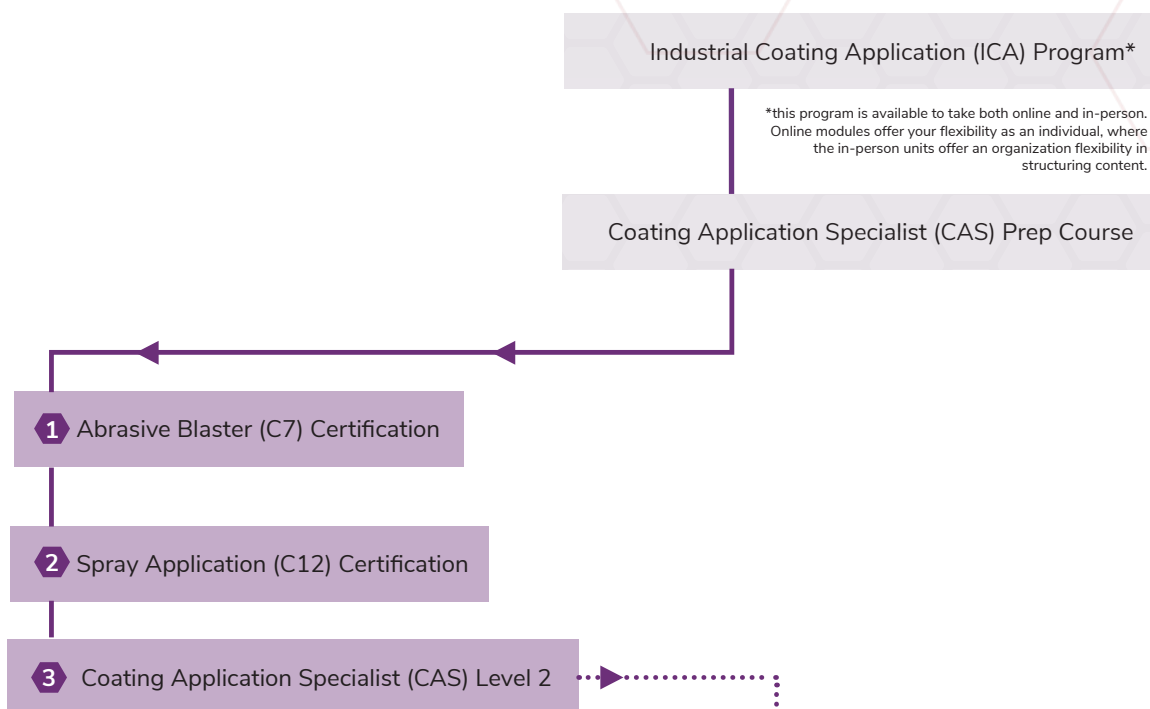 Industrial Coating Application (ICA) Program*
*this program is available to take both online and in-person.
Online modules offer your flexibility as an individual, where
the in-person units offer an organization flexibility in
structuring content.
Coating Application Specialist (CAS) Prep Course
1 Abrasive Blaster (C7) Certification
2 Spray Application (C12) Certification
3 Coating Application Specialist (CAS) Level 2